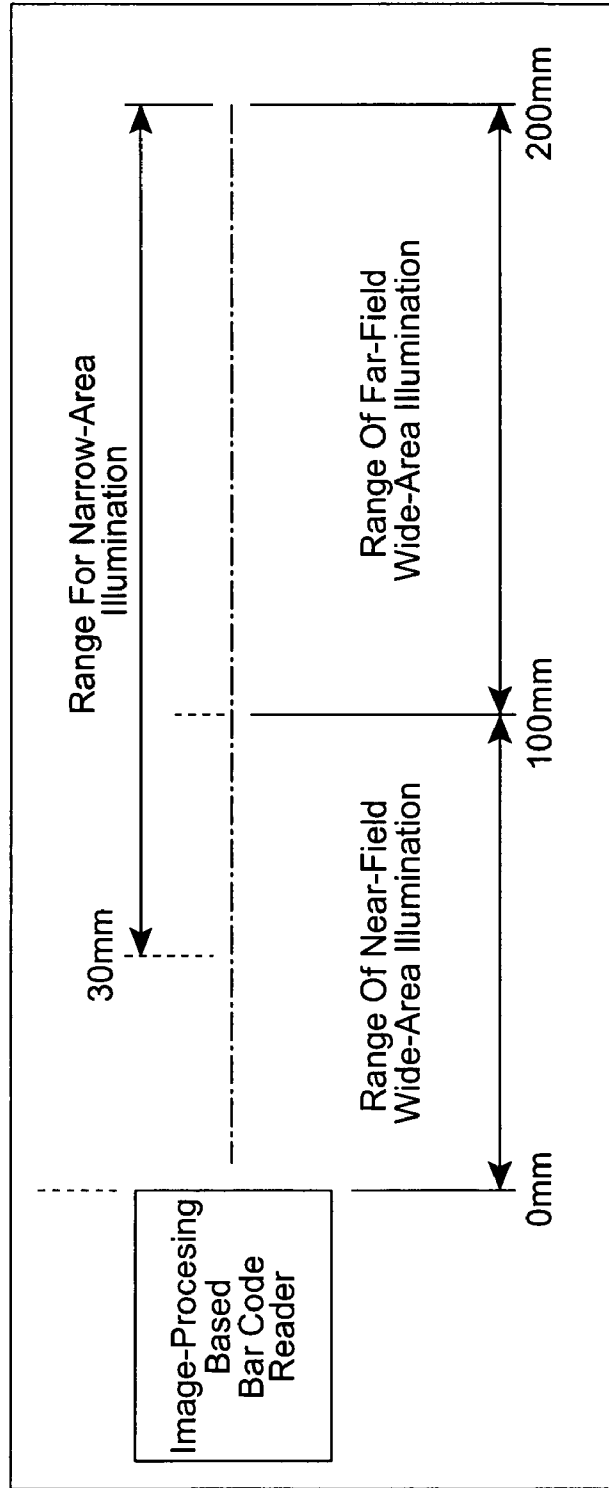 Image-Procesing
Based
Bar Code
Reader
30mm
Range For Narrow-Area
Illumination
Range Of Near-Field
Wide-Area Illumination
Range Of Far-Field
Wide-Area Illumination
0mm
100mm
200mm